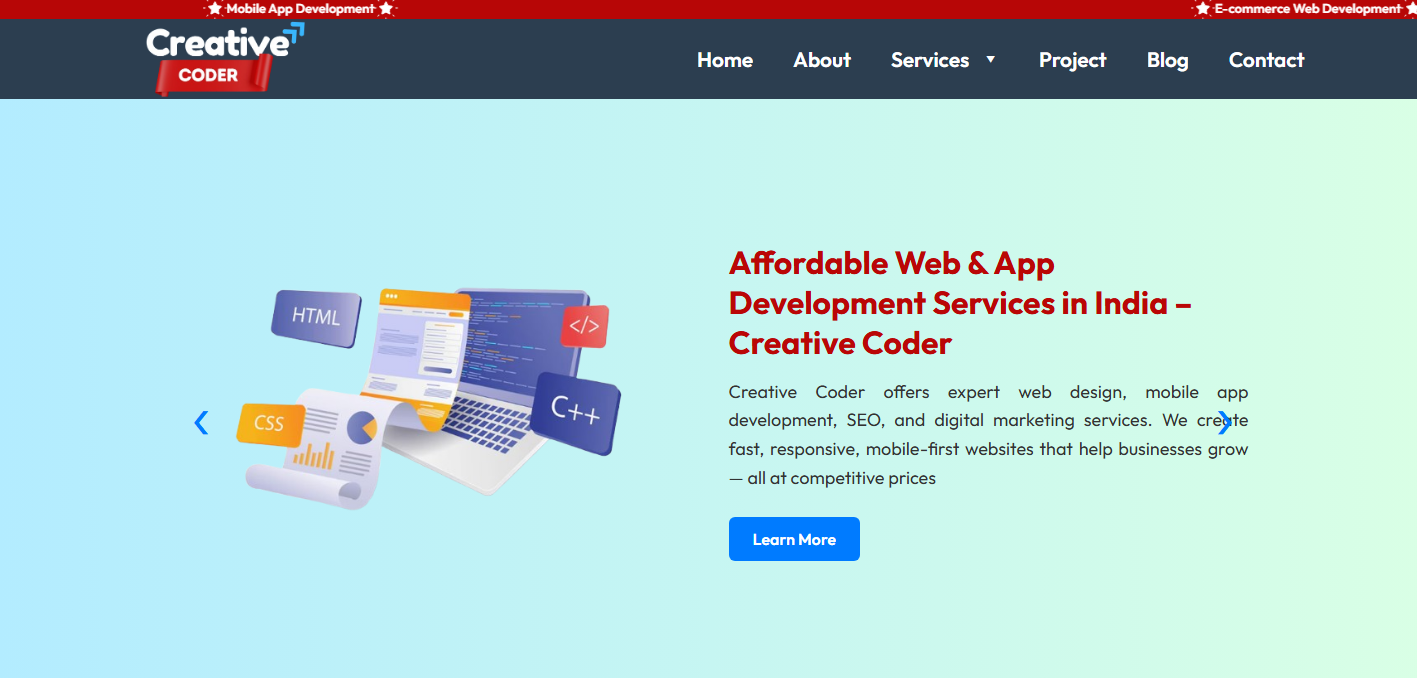 Mobile App Development
E-commerce Web Development
Creative
CODER
Home About Services Project Blog Contact
HTML
</>
C++
CSS
Affordable Web & App
Development Services in India –
Creative Coder
Creative Coder offers expert web design, mobile app
development, SEO, and digital marketing services. We create
fast, responsive, mobile-first websites that help businesses grow
— all at competitive prices
Learn More